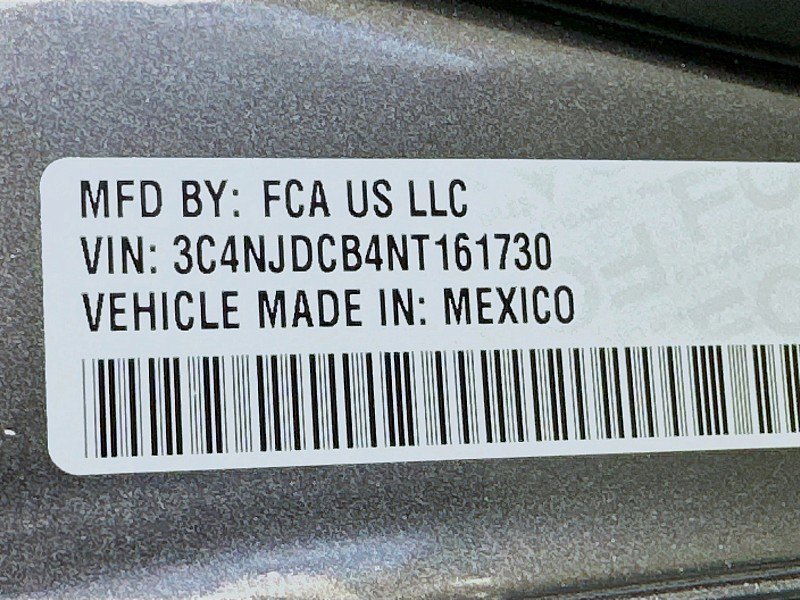 MFD BY: FCA US LLC
VIN: 3C4NJDCB4NT161730
VEHICLE MADE IN: MEXICO